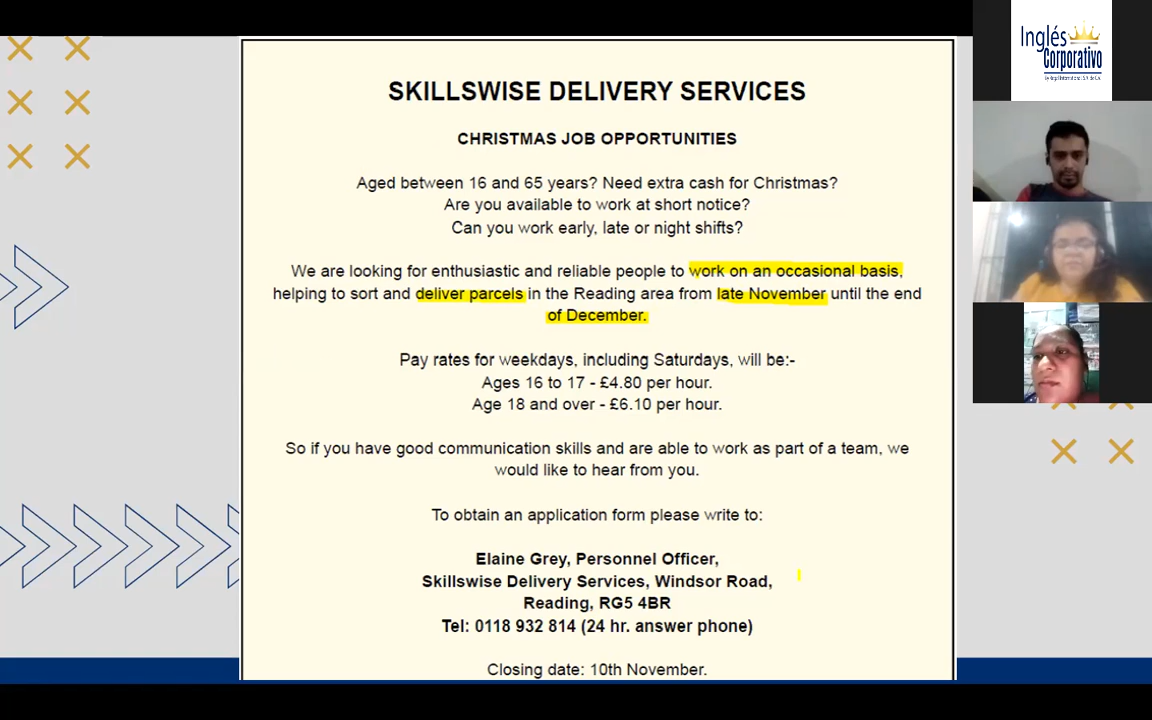 SKILLSWISE DELIVERY SERVICES
CHRISTMAS JOB OPPORTUNITIES
Aged between 16 and 65 years? Need extra cash for Christmas?
Are you available to work at short notice?
Can you work early, late or night shifts?
We are looking for enthusiastic and reliable people to work on an occasional basis,
helping to sort and deliver parcels in the Reading area from late November until the end
of December.
Pay rates for weekdays, including Saturdays, will be:-
Ages 16 to 17 - £4.80 per hour.
Age 18 and over - £6.10 per hour.
So if you have good communication skills and are able to work as part of a team, we
would like to hear from you.
To obtain an application form please write to:
Elaine Grey, Personnel Officer,
Skillswise Delivery Services, Windsor Road,
Reading, RG5 4BR
Tel: 0118 932 814 (24 hr. answer phone)
Closing date: 10th November.
Inglés
Corporativo